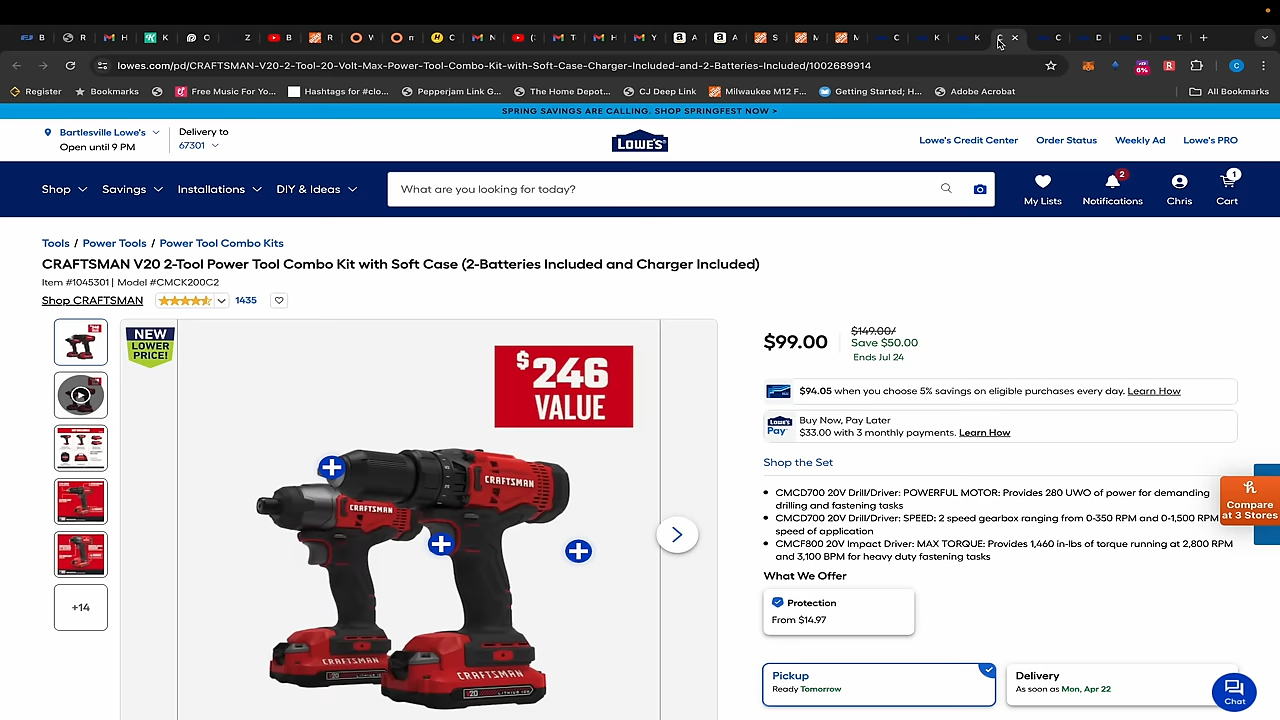 B R H K O Z B R O n C N ( T H Y A A S M M C K K C C D D T
lowes.com/pd/CRAFTSMAN-V20-2-Tool-20-Volt-Max-Power-Tool-Combo-Kit-with-Soft-Case-Charger-Included-and-2-Batteries-Included/1002689914
0%
C
Register
Bookmarks
Free Music For Yo...
Hashtags for #clo...
Pepperjam Link G...
The Home Depot...
CJ Deep Link
Milwaukee M12 F...
Getting Started; H...
Adobe Acrobat
All Bookmarks
SPRING SAVINGS ARE CALLING. SHOP SPRINGFEST NOW >
Bartlesville Lowe's
Open until 9 PM
Delivery to
67301
LOWE'S
Lowe's Credit Center
Order Status
Weekly Ad
Lowe's PRO
Shop
Savings
Installations
DIY & Ideas
What are you looking for today?
My Lists
2
Notifications
Chris
1
Cart
Tools / Power Tools / Power Tool Combo Kits
CRAFTSMAN V20 2-Tool Power Tool Combo Kit with Soft Case (2-Batteries Included and Charger Included)
Item #1045301 | Model #CMCK200C2
Shop CRAFTSMAN
1435
+14
NEW
LOWER
PRICE!
$246
VALUE
CRAFTSMAN
CRAFTSMAN
CRAFTSMAN
CRAFTSMAN
V20
LITHIUM ION
$99.00
$149.00/
Save $50.00
Ends Jul 24
$94.05 when you choose 5% savings on eligible purchases every day. Learn How
LOWE'S
Pay
Buy Now, Pay Later
$33.00 with 3 monthly payments. Learn How
Shop the Set
• CMCD700 20V Drill/Driver: POWERFUL MOTOR: Provides 280 UWO of power for demanding
drilling and fastening tasks
• CMCD700 20V Drill/Driver: SPEED: 2 speed gearbox ranging from 0-350 RPM and 0-1,500 RPM
speed of application
• CMCF800 20V Impact Driver: MAX TORQUE: Provides 1,460 in-lbs of torque running at 2,800 RPM
and 3,100 BPM for heavy duty fastening tasks
h
Compare
at 3 Stores
What We Offer
Protection
From $14.97
Pickup
Ready Tomorrow
Delivery
As soon as Mon, Apr 22
Chat